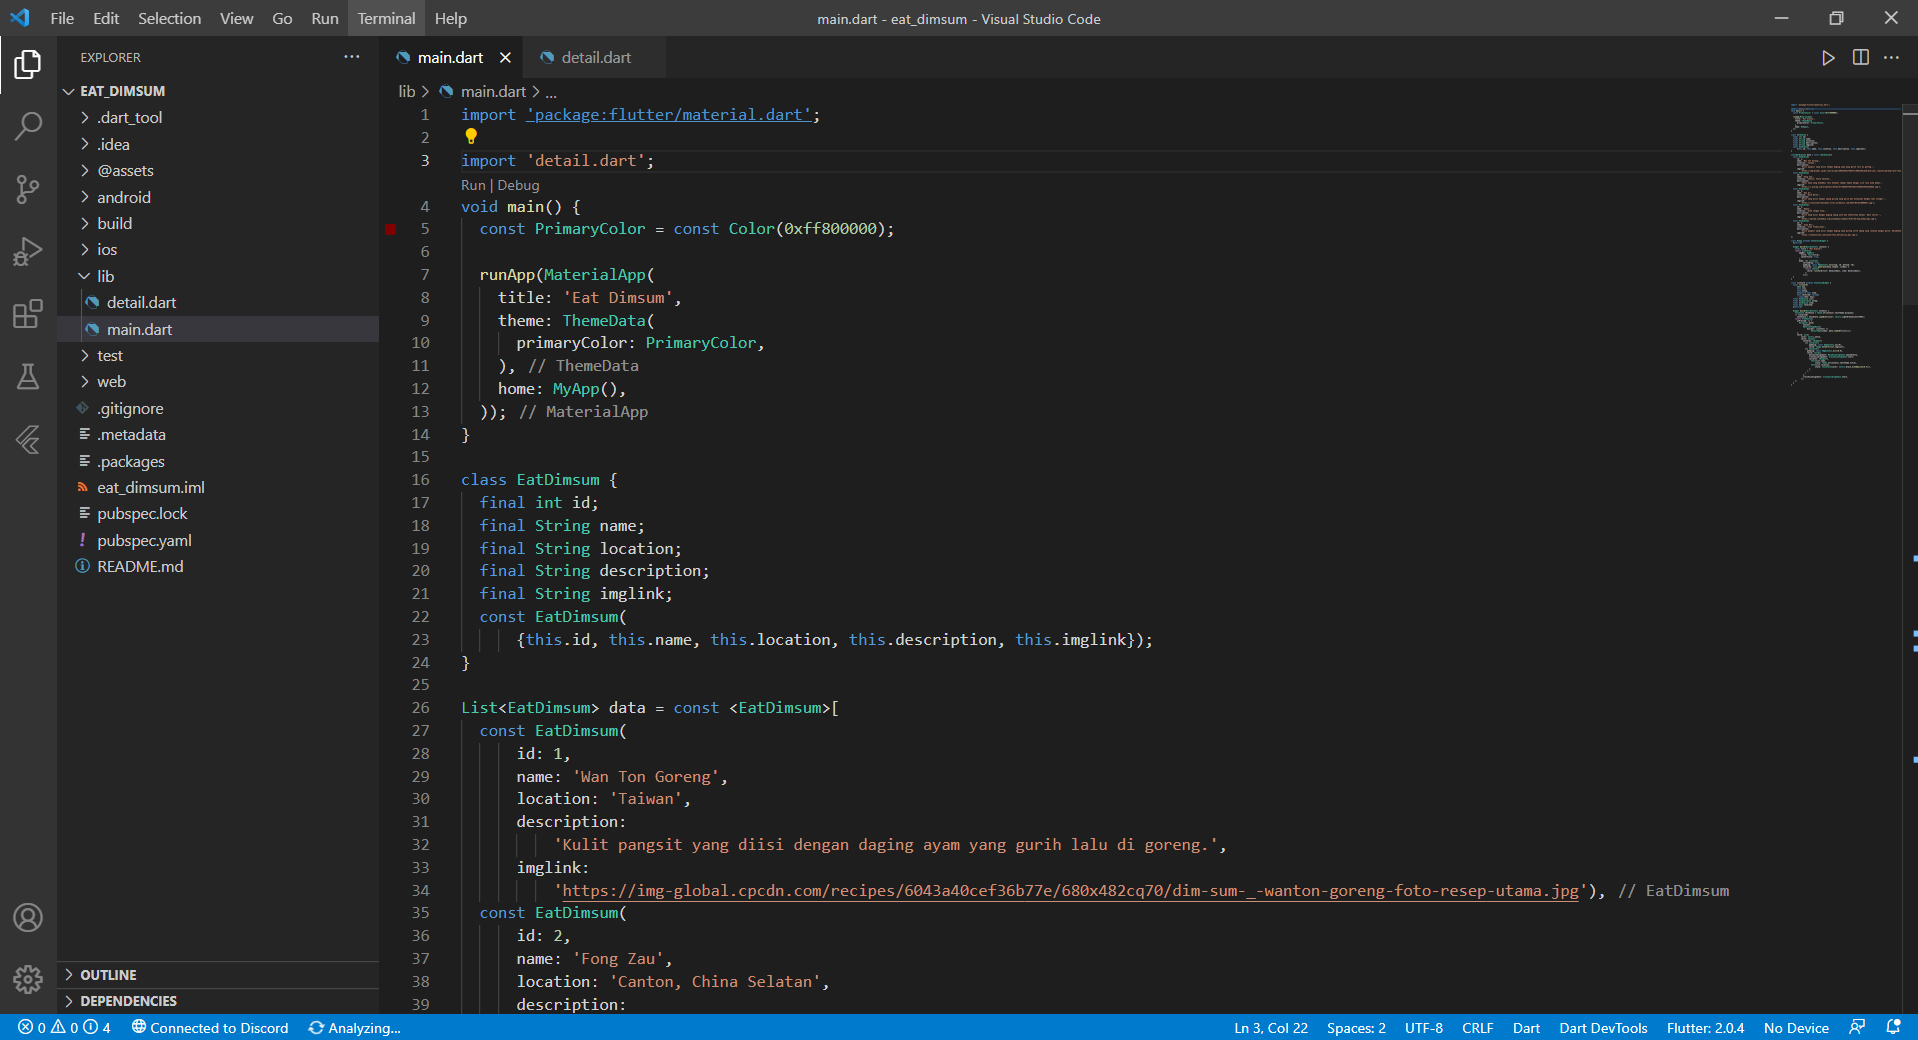 File Edit Selection View Go Run Terminal Help
main.dart - eat_dimsum - Visual Studio Code
EXPLORER
EAT_DIMSUM
.dart_tool
.idea
@assets
android
build
ios
lib
detail.dart
main.dart
test
web
.gitignore
.metadata
.packages
eat_dimsum.iml
pubspec.lock
pubspec.yaml
README.md
OUTLINE
DEPENDENCIES
main.dart detail.dart
lib > main.dart > ...
1 import 'package:flutter/material.dart';
2
3 import 'detail.dart';
Run | Debug
4 void main() {
5 const PrimaryColor = const Color(0xff800000);
6
7 runApp(MaterialApp(
8 title: 'Eat Dimsum',
9 theme: ThemeData(
10 primaryColor: PrimaryColor,
11 ), // ThemeData
12 home: MyApp(),
13 )); // MaterialApp
14 }
15
16 class EatDimsum {
17 final int id;
18 final String name;
19 final String location;
20 final String description;
21 final String imglink;
22 const EatDimsum(
23 {this.id, this.name, this.location, this.description, this.imglink});
24 }
25
26 List<EatDimsum> data = const <EatDimsum>[
27 const EatDimsum(
28 id: 1,
29 name: 'Wan Ton Goreng',
30 location: 'Taiwan',
31 description:
32 'Kulit pangsit yang diisi dengan daging ayam yang gurih lalu di goreng.',
33 imglink:
34 'https://img-global.cpcdn.com/recipes/6043a40cef36b77e/680x482cq70/dim-sum-_-wanton-goreng-foto-resep-utama.jpg'), // EatDimsum
35 const EatDimsum(
36 id: 2,
37 name: 'Fong Zau',
38 location: 'Canton, China Selatan',
39 description:
0 0 4 Connected to Discord Analyzing... Ln 3, Col 22 Spaces: 2 UTF-8 CRLF Dart Dart DevTools Flutter: 2.0.4 No Device